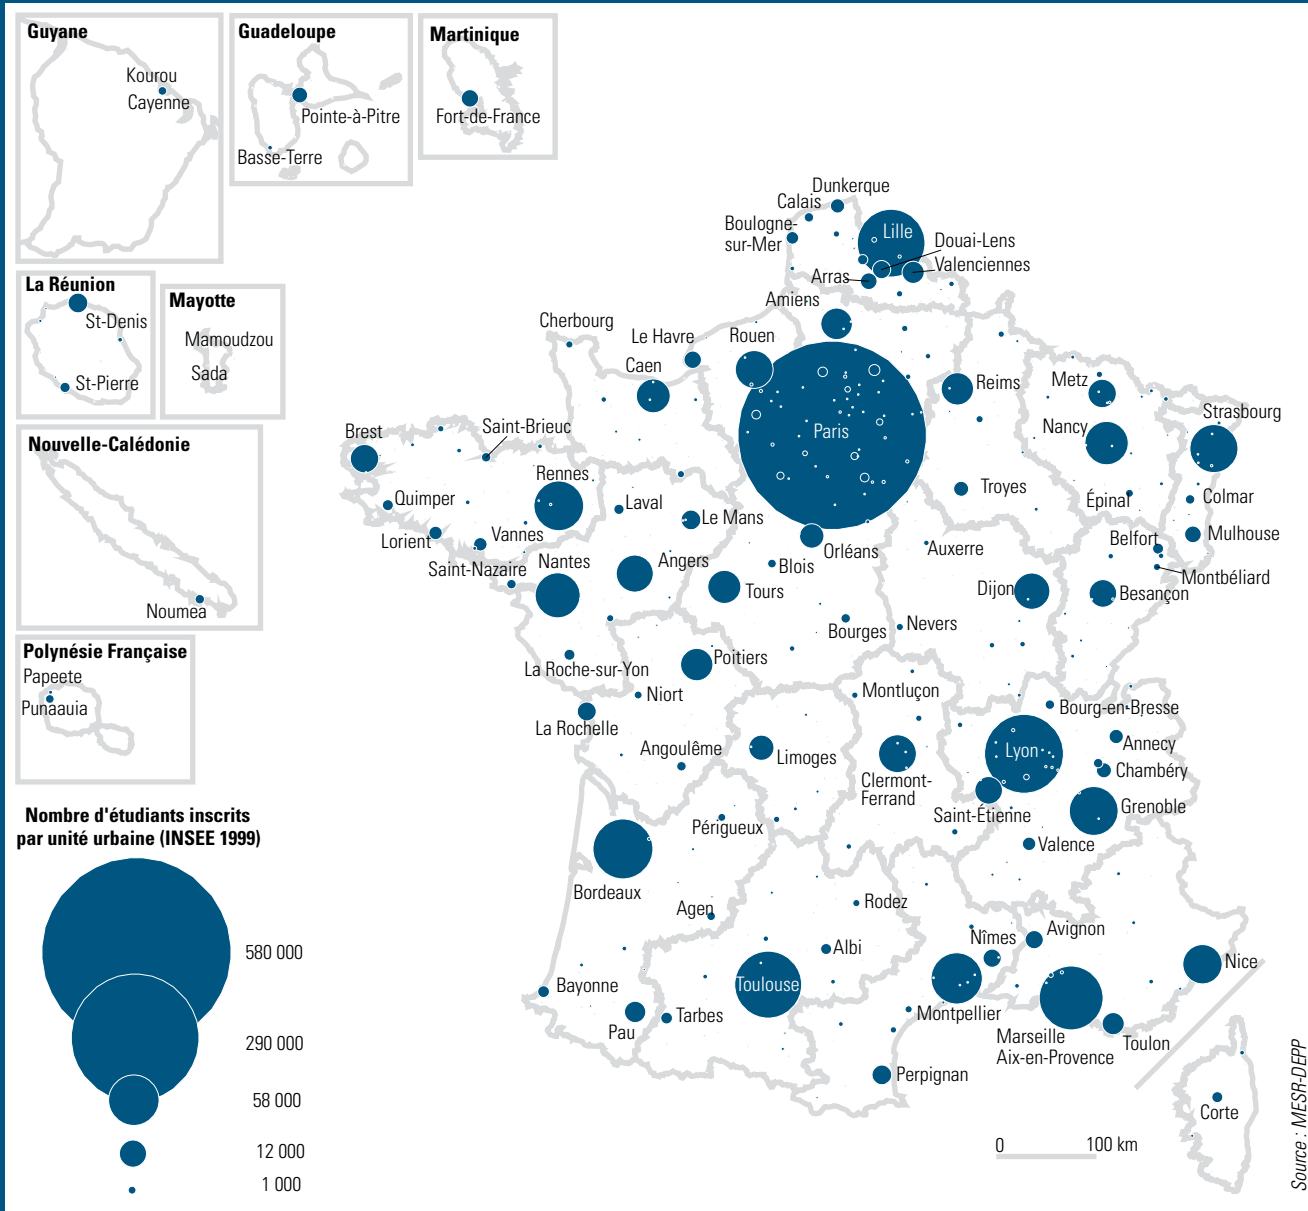 Guyane
Kourou
Cayenne
Guadeloupe
Pointe-à-Pitre
Basse-Terre
Martinique
Fort-de-France
La Réunion
St-Denis
St-Pierre
Mayotte
Mamoudzou
Sada
Nouvelle-Calédonie
Noumea
Polynésie Française
Papeete
Punaauia
Nombre d'étudiants inscrits
par unité urbaine (INSEE 1999)
580 000
290 000
58 000
12 000
1 000
Dunkerque
Calais
Boulogne-
sur-Mer
Lille
Douai-Lens
Valenciennes
Arras
Amiens
Cherbourg
Le Havre
Rouen
Caen
Reims
Metz
Strasbourg
Nancy
Paris
Brest
Saint-Brieuc
Rennes
Quimper
Laval
Le Mans
Troyes
Épinal
Colmar
Lorient
Vannes
Orléans
Auxerre
Belfort
Mulhouse
Saint-Nazaire
Nantes
Angers
Blois
Tours
Montbéliard
Dijon
Besançon
Bourges
Nevers
La Roche-sur-Yon
Poitiers
Niort
Montluçon
Bourg-en-Bresse
La Rochelle
Angoulême
Limoges
Lyon
Annecy
Chambéry
Clermont-
Ferrand
Saint-Étienne
Grenoble
Périgueux
Valence
Bordeaux
Agen
Rodez
Avignon
Nîmes
Albi
Nice
Toulouse
Bayonne
Pau
Tarbes
Montpellier
Marseille
Aix-en-Provence
Toulon
Perpignan
Corte
0
100 km
Source : MESR-DEPP